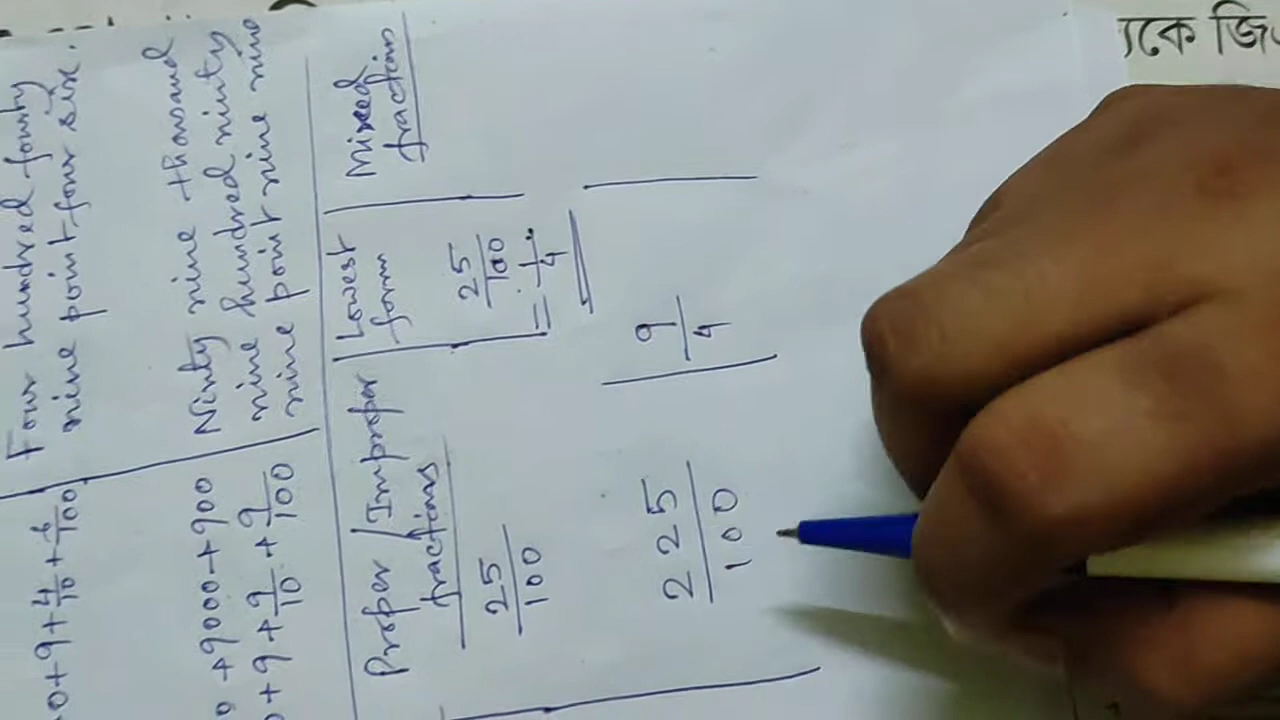 Four hundred fourty
nine point four six.
0+9+4/10+6/100
Ninty nine thousand
nine hundred ninty
nine point nine nine
+9000+900
+9+9/10+9/100
Proper/Improper
fractions
Lowest
form
Mixed
fractions
25/100
25/100
=1/4
225/100
9/4